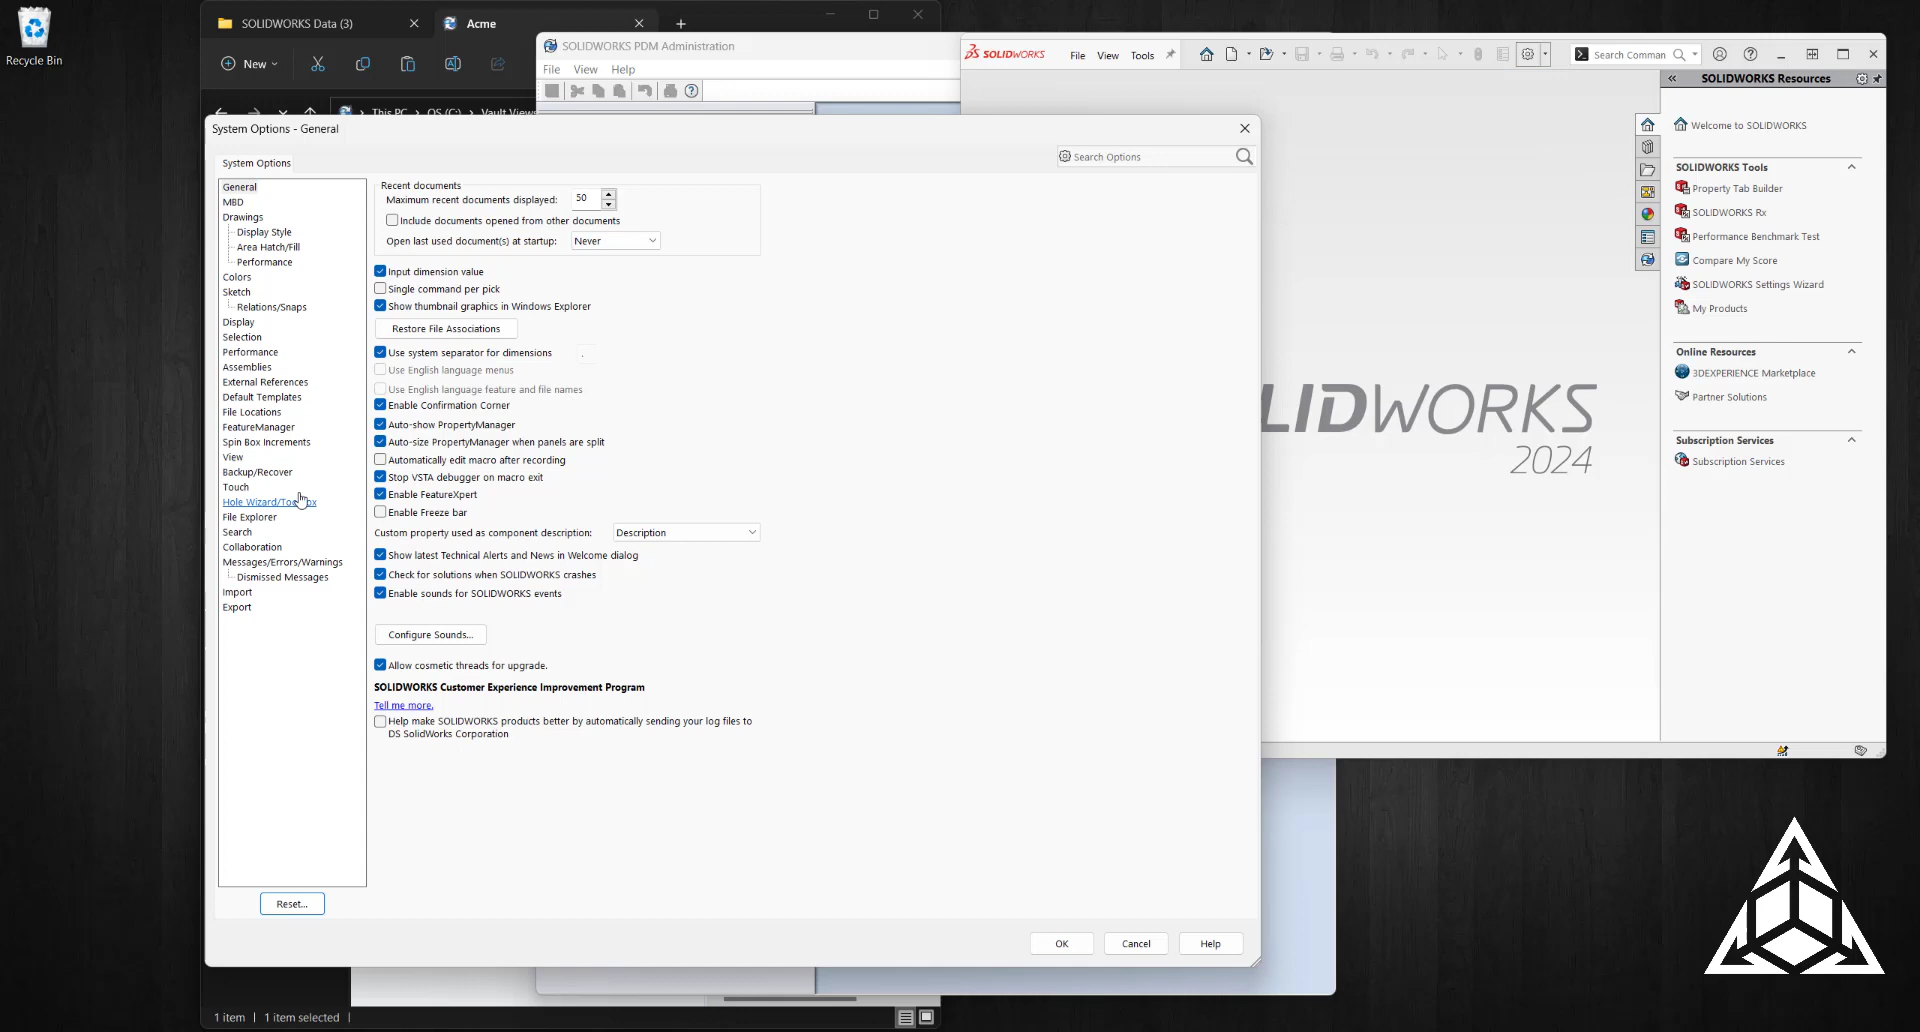 Recycle Bin
SOLIDWORKS Data (3)
Acme
New
This PC > OS (C:) > Vault Views
1 item
1 item selected
SOLIDWORKS PDM Administration
File View Help
SOLIDWORKS
File View Tools
Search Comman
SOLIDWORKS Resources
Welcome to SOLIDWORKS
SOLIDWORKS Tools
Property Tab Builder
SOLIDWORKS Rx
Performance Benchmark Test
Compare My Score
SOLIDWORKS Settings Wizard
My Products
Online Resources
3DEXPERIENCE Marketplace
Partner Solutions
Subscription Services
Subscription Services
LIDWORKS
2024
System Options - General
System Options
Search Options
General
MBD
Drawings
Display Style
Area Hatch/Fill
Performance
Colors
Sketch
Relations/Snaps
Display
Selection
Performance
Assemblies
External References
Default Templates
File Locations
FeatureManager
Spin Box Increments
View
Backup/Recover
Touch
Hole Wizard/To box
File Explorer
Search
Collaboration
Messages/Errors/Warnings
Dismissed Messages
Import
Export
Reset...
Recent documents
Maximum recent documents displayed: 50
Include documents opened from other documents
Open last used document(s) at startup: Never
Input dimension value
Single command per pick
Show thumbnail graphics in Windows Explorer
Restore File Associations
Use system separator for dimensions .
Use English language menus
Use English language feature and file names
Enable Confirmation Corner
Auto-show PropertyManager
Auto-size PropertyManager when panels are split
Automatically edit macro after recording
Stop VSTA debugger on macro exit
Enable FeatureXpert
Enable Freeze bar
Custom property used as component description: Description
Show latest Technical Alerts and News in Welcome dialog
Check for solutions when SOLIDWORKS crashes
Enable sounds for SOLIDWORKS events
Configure Sounds...
Allow cosmetic threads for upgrade.
SOLIDWORKS Customer Experience Improvement Program
Tell me more.
Help make SOLIDWORKS products better by automatically sending your log files to
DS SolidWorks Corporation
OK
Cancel
Help